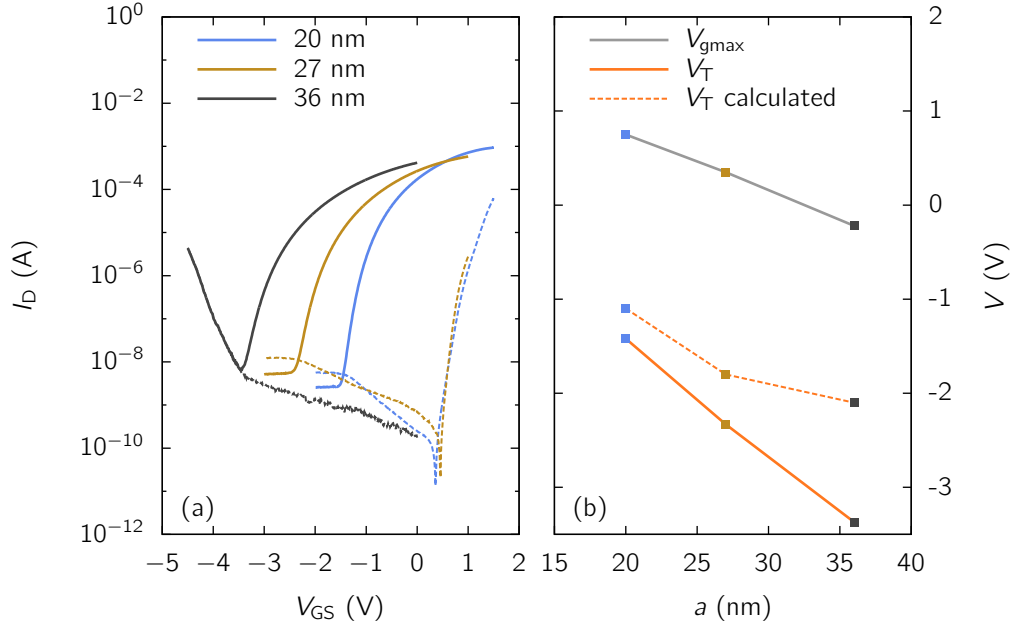 10⁰
10⁻²
10⁻⁴
10⁻⁶
10⁻⁸
10⁻¹⁰
10⁻¹²
I_D (A)
20 nm
27 nm
36 nm
(a)
−5 −4 −3 −2 −1 0 1 2
V_GS (V)
V_gmax
V_T
V_T calculated
(b)
15 20 25 30 35 40
a (nm)
2
1
0
-1
-2
-3
V (V)